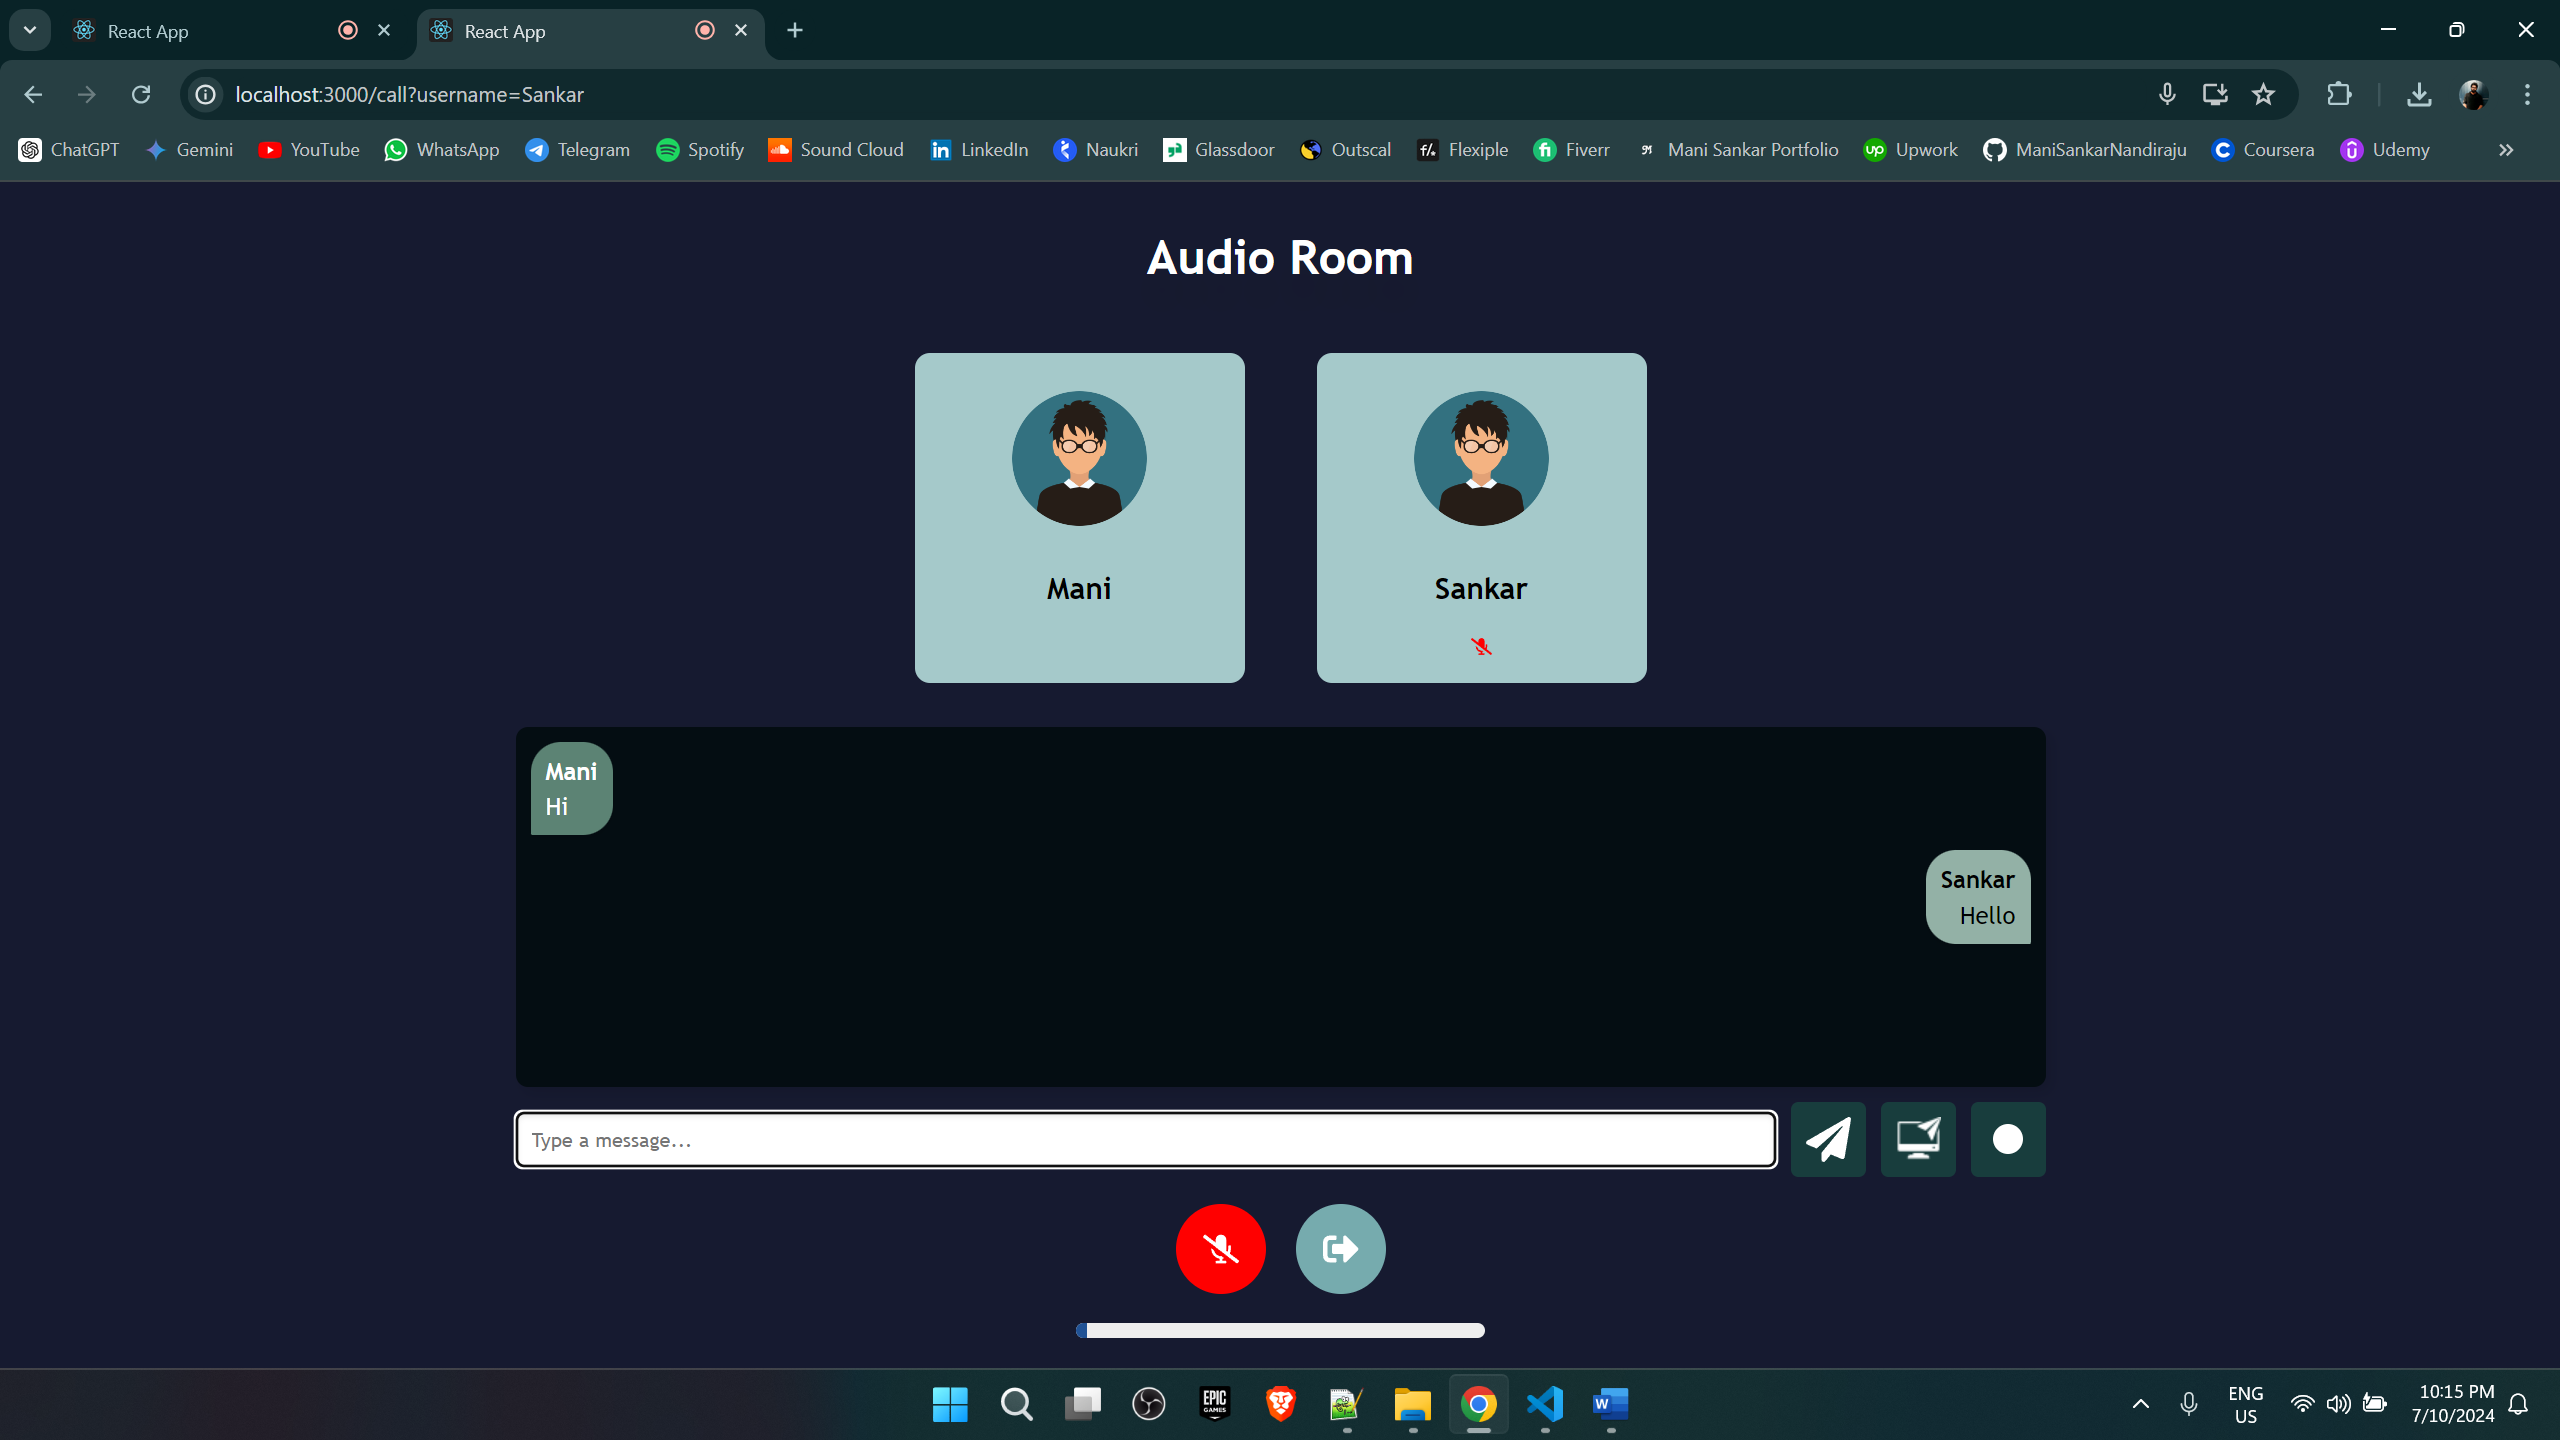 React App
React App
localhost:3000/call?username=Sankar
ChatGPT
Gemini
YouTube
WhatsApp
Telegram
Spotify
Sound Cloud
LinkedIn
Naukri
Glassdoor
Outscal
Flexiple
Fiverr
Mani Sankar Portfolio
Upwork
ManiSankarNandiraju
Coursera
Udemy
Audio Room
Mani
Sankar
Mani
Hi
Sankar
Hello
Type a message...
EPIC
GAMES
ENG
US
10:15 PM
7/10/2024